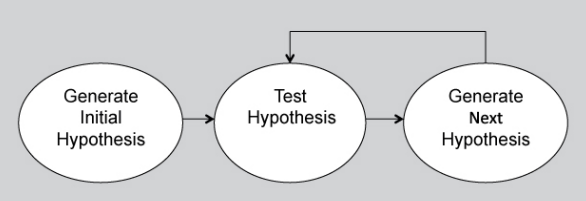 Generate
Initial
Hypothesis
Test
Hypothesis
Generate
Next
Hypothesis